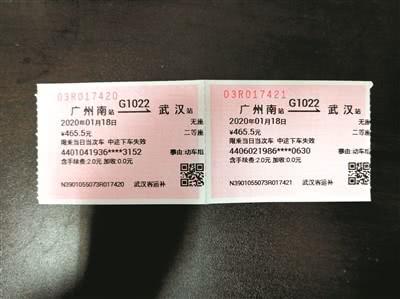 03R017420
广州南站 G1022 武汉站
2020年01月18日 无座
¥465.5元 二等座
限乘当日当次车 中途下车失效
4401041936****3152 事由:动车组
含手续费:2.0元 加收:0.0元
N3901055073R017420 武汉客运补
03R017421
广州南站 G1022 武汉站
2020年01月18日 无座
¥465.5元 二等座
限乘当日当次车 中途下车失效
4406021986****0630 事由:动车组
含手续费:2.0元 加收:0.0元
N3901055073R017421 武汉客运补